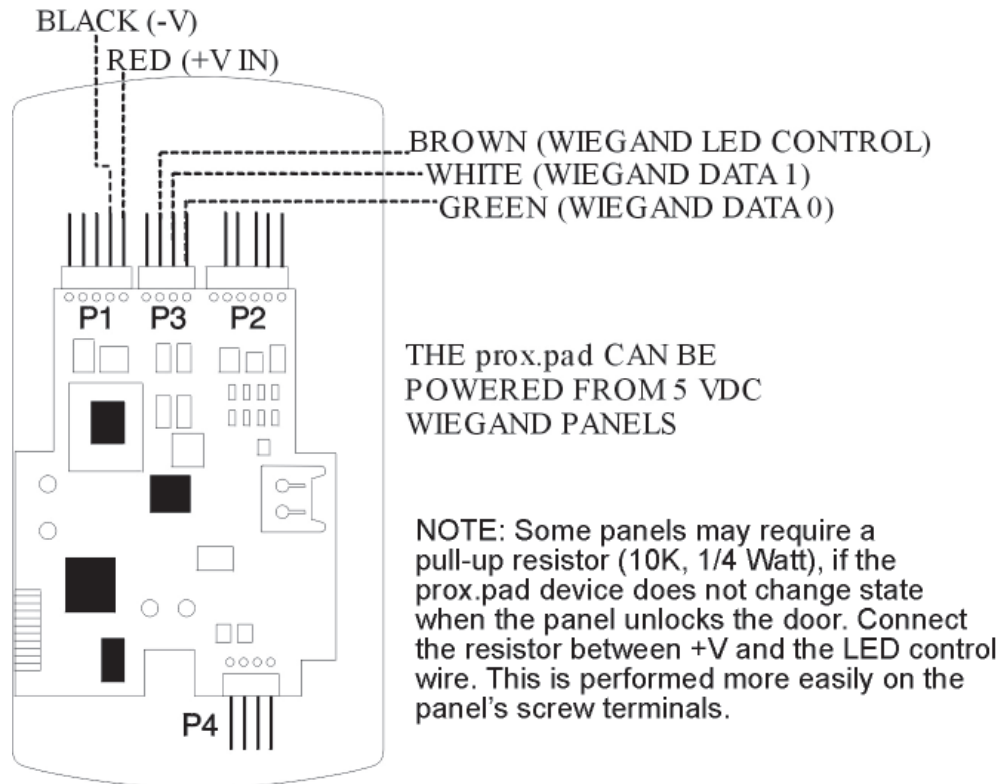 BLACK (-V)
RED (+V IN)
BROWN (WIEGAND LED CONTROL)
WHITE (WIEGAND DATA 1)
GREEN (WIEGAND DATA 0)
P1 P3 P2
THE prox.pad CAN BE
POWERED FROM 5 VDC
WIEGAND PANELS
NOTE: Some panels may require a
pull-up resistor (10K, 1/4 Watt), if the
prox.pad device does not change state
when the panel unlocks the door. Connect
the resistor between +V and the LED control
wire. This is performed more easily on the
panel's screw terminals.
P4